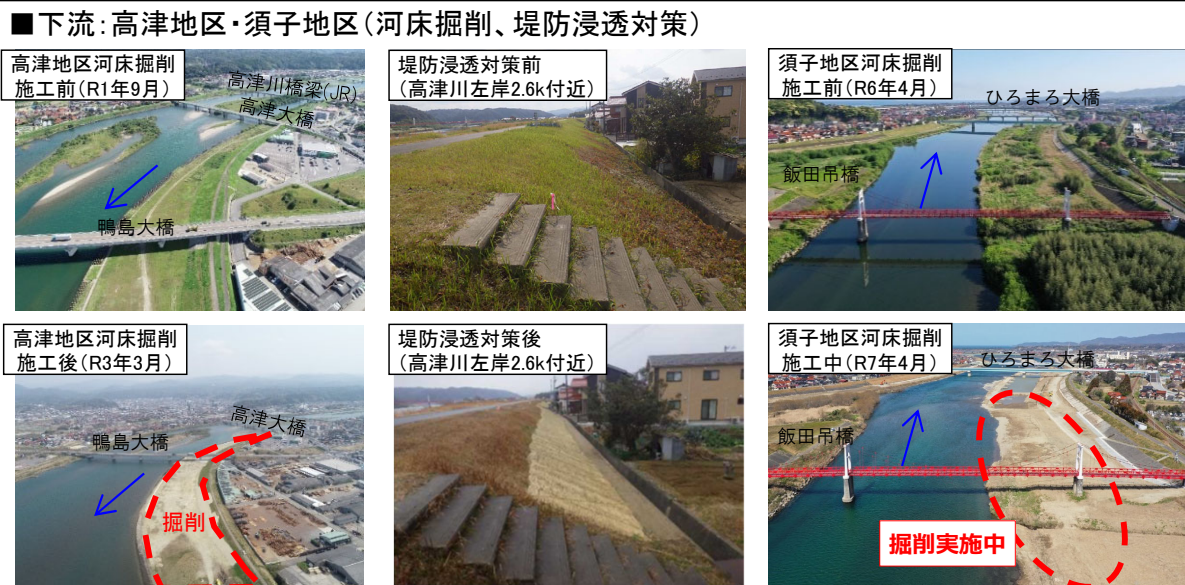 ■下流：高津地区・須子地区（河床掘削、堤防浸透対策）
高津地区河床掘削
施工前（R1年9月）
高津川橋梁(JR)
高津大橋
鴨島大橋
堤防浸透対策前
（高津川左岸2.6k付近）
須子地区河床掘削
施工前（R6年4月）
ひろまろ大橋
飯田吊橋
高津地区河床掘削
施工後（R3年3月）
高津大橋
鴨島大橋
掘削
堤防浸透対策後
（高津川左岸2.6k付近）
須子地区河床掘削
施工中（R7年4月）
ひろまろ大橋
飯田吊橋
掘削実施中